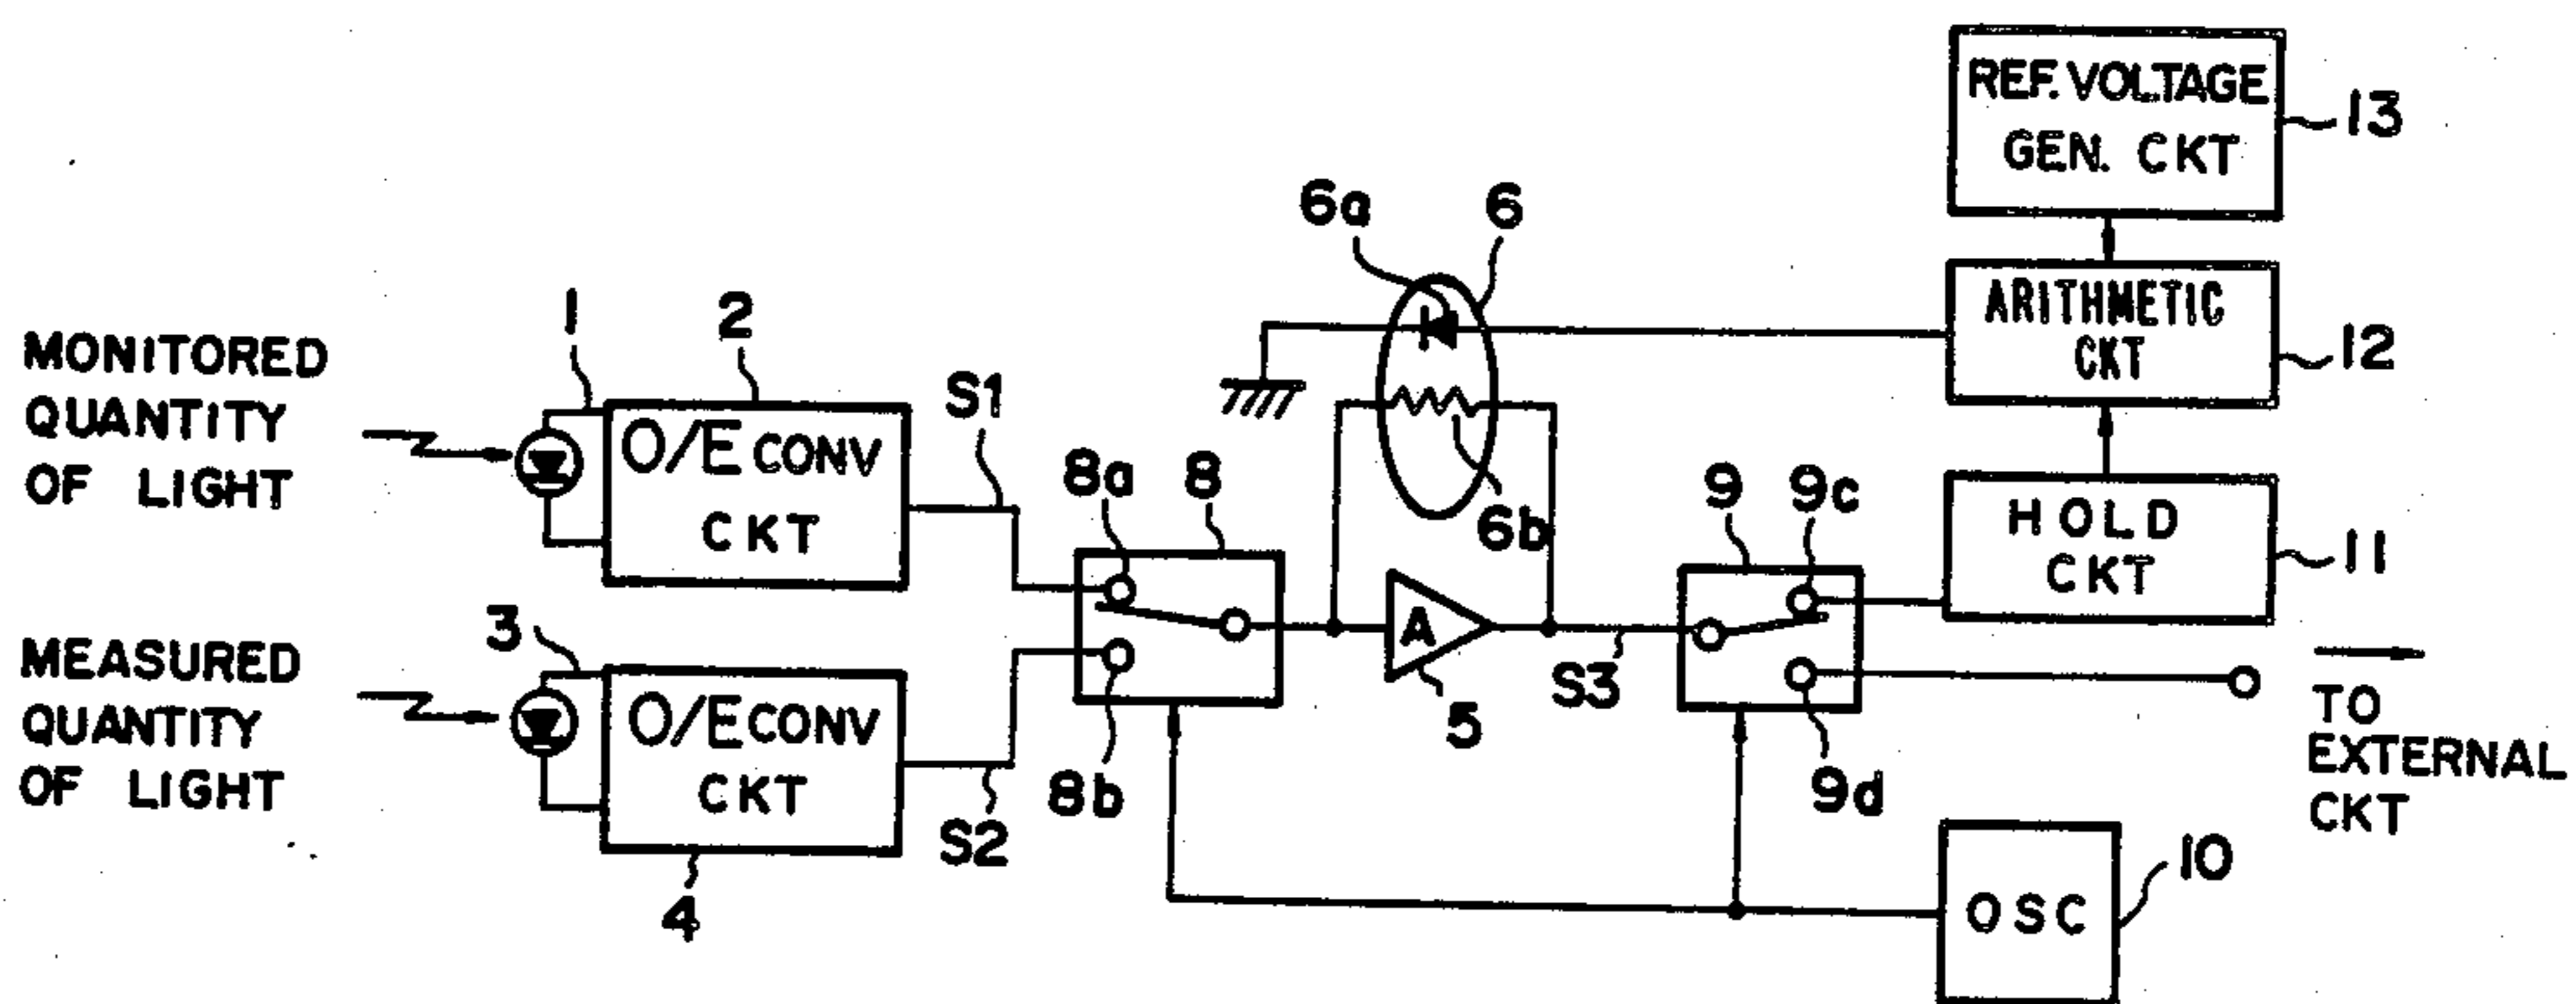 REF. VOLTAGE
GEN. CKT
13
6a
6
ARITHMETIC
CKT
12
MONITORED
QUANTITY
OF LIGHT
1
2
O/E CONV
CKT
S1
8a
8
6b
9
9c
HOLD
CKT
11
MEASURED
QUANTITY
OF LIGHT
3
O/E CONV
CKT
4
S2
8b
A
5
S3
9d
TO
EXTERNAL
CKT
OSC
10